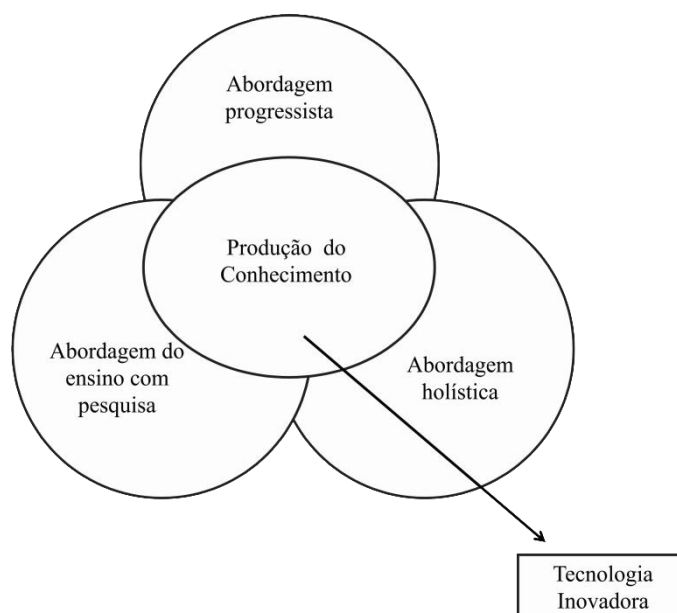 Abordagem
progressista
Produção do
Conhecimento
Abordagem do
ensino com
pesquisa
Abordagem
holística
Tecnologia
Inovadora